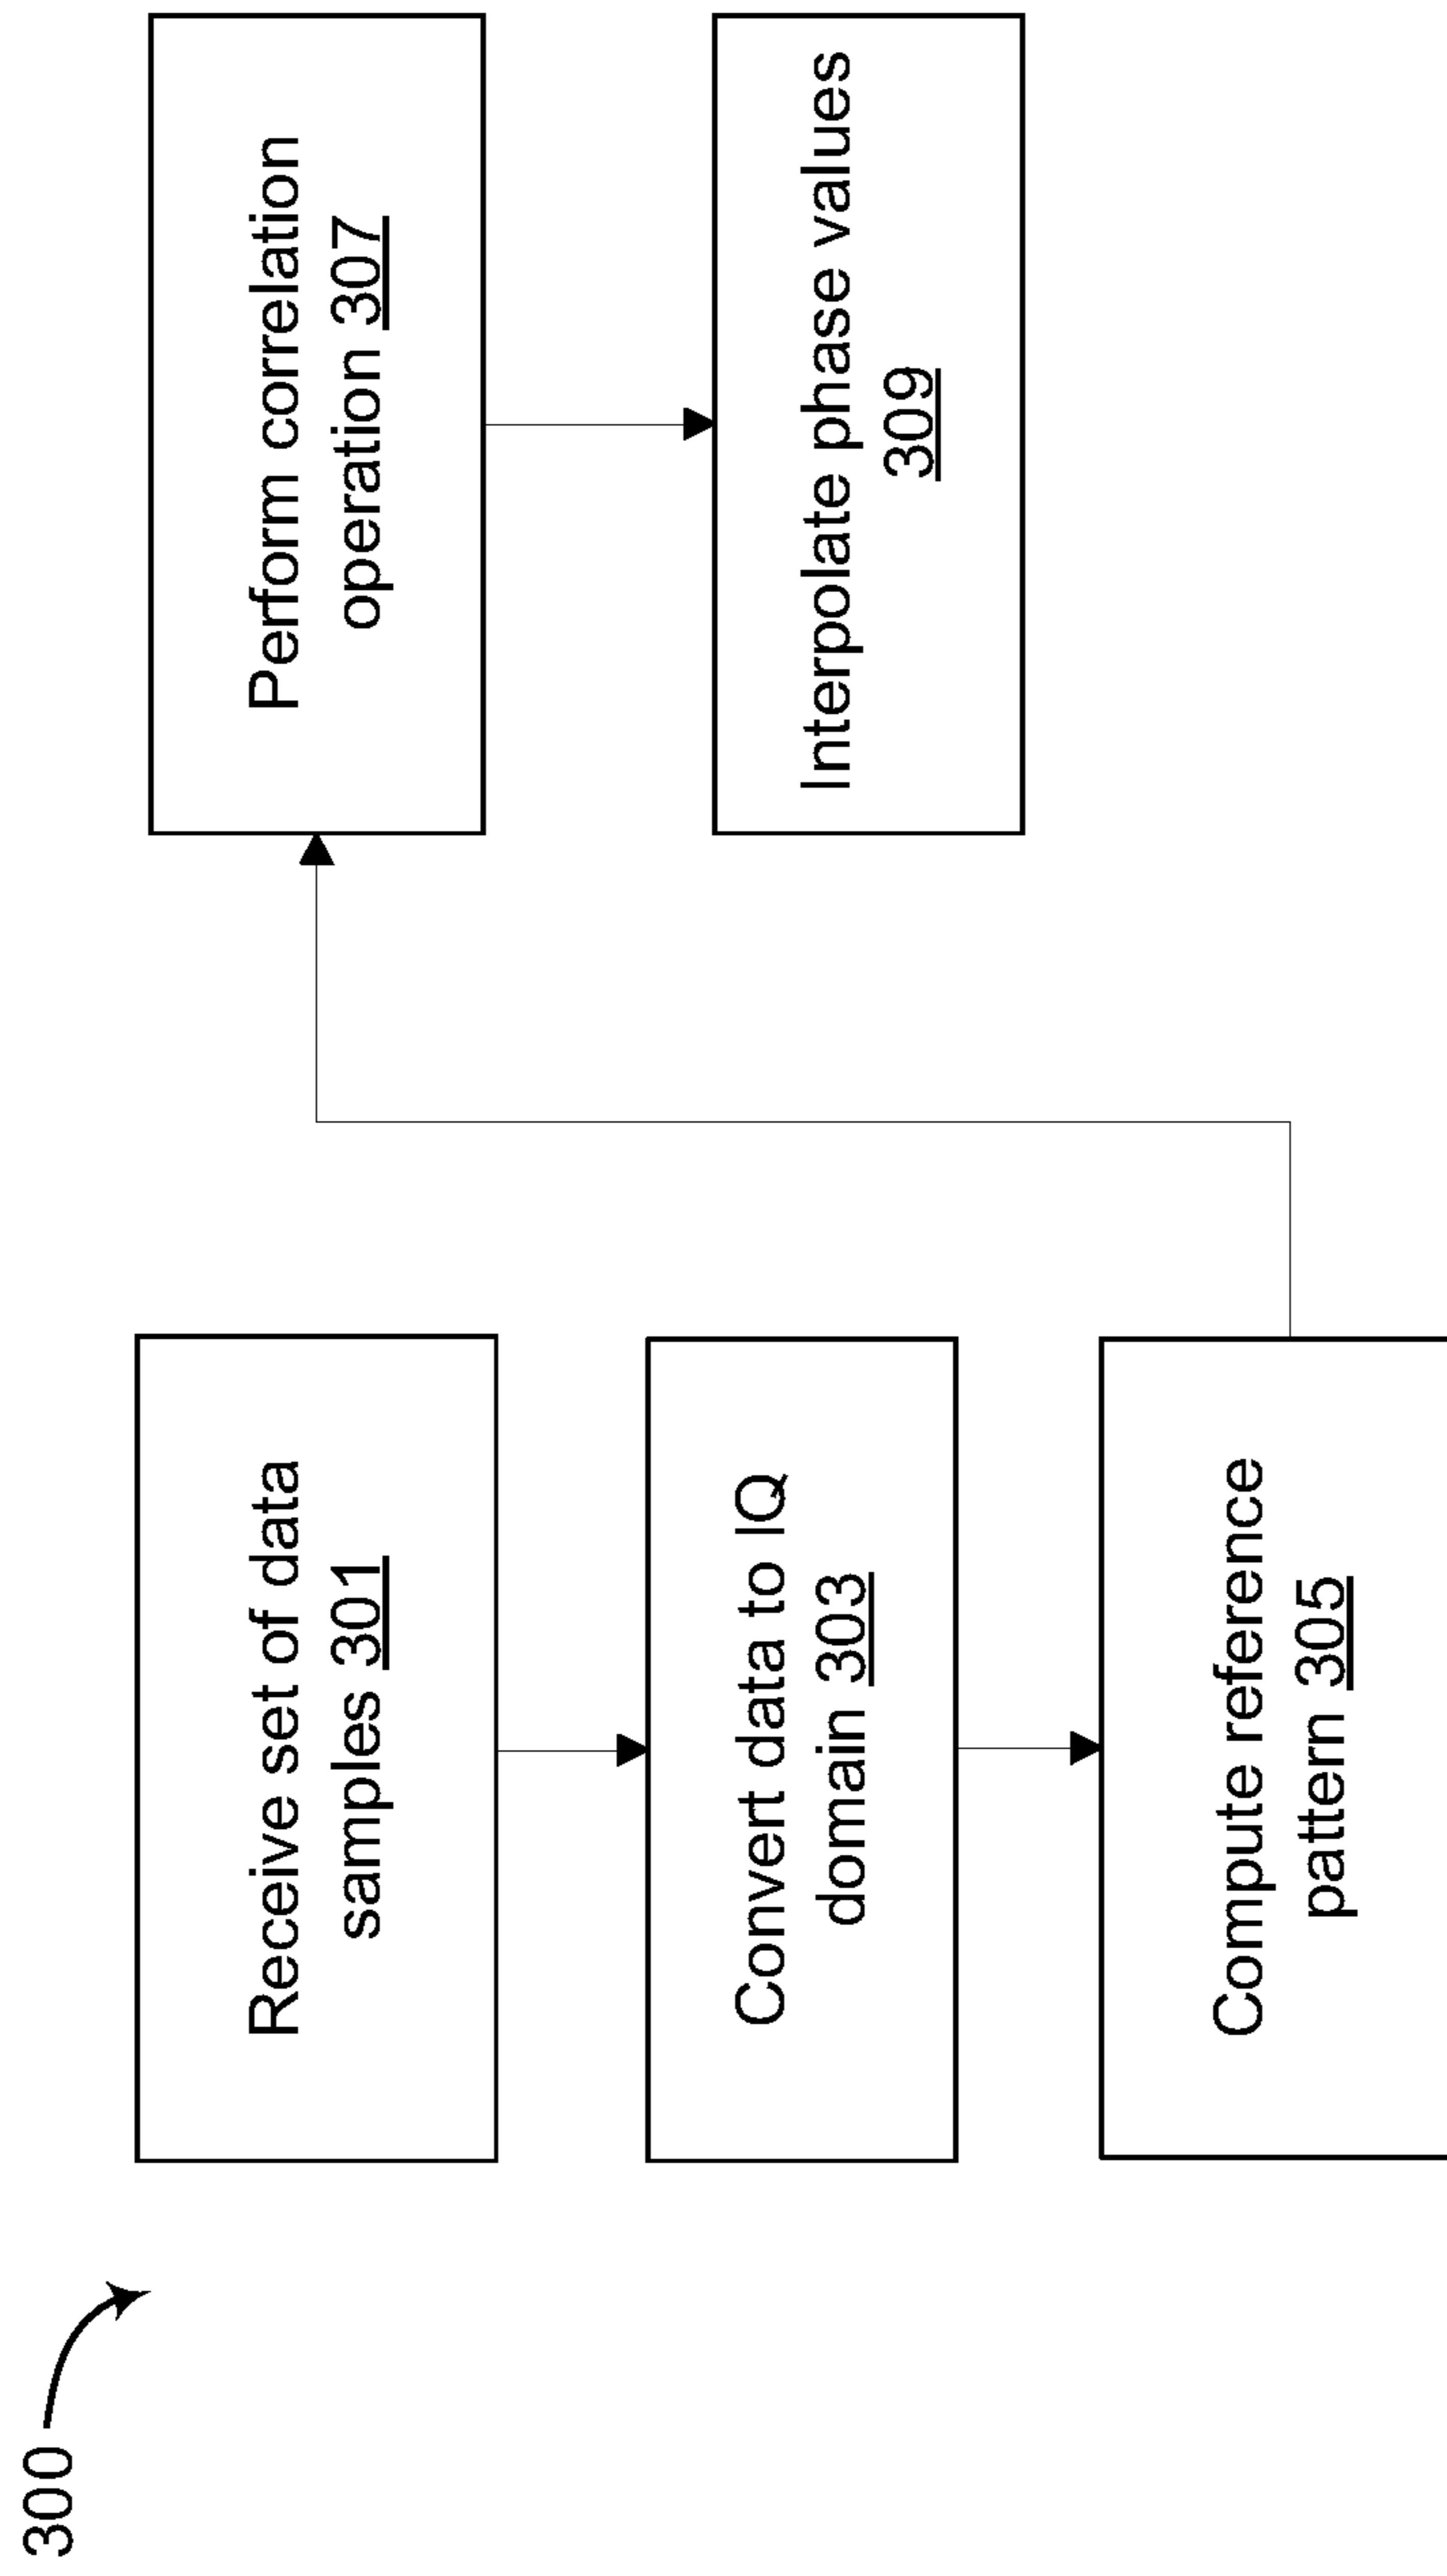 300
Receive set of data
samples 301
Convert data to IQ
domain 303
Compute reference
pattern 305
Perform correlation
operation 307
Interpolate phase values
309